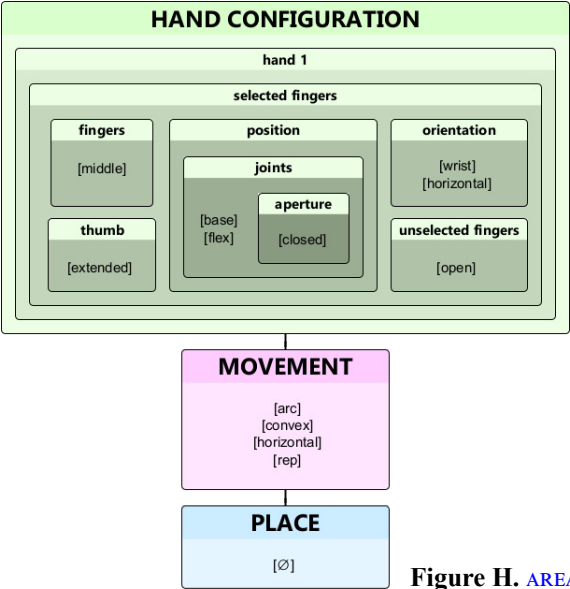 HAND CONFIGURATION
hand 1
selected fingers
fingers
[middle]
position
joints
[base]
[flex]
aperture
[closed]
orientation
[wrist]
[horizontal]
thumb
[extended]
unselected fingers
[open]
MOVEMENT
[arc]
[convex]
[horizontal]
[rep]
PLACE
[∅]
Figure H. AREA